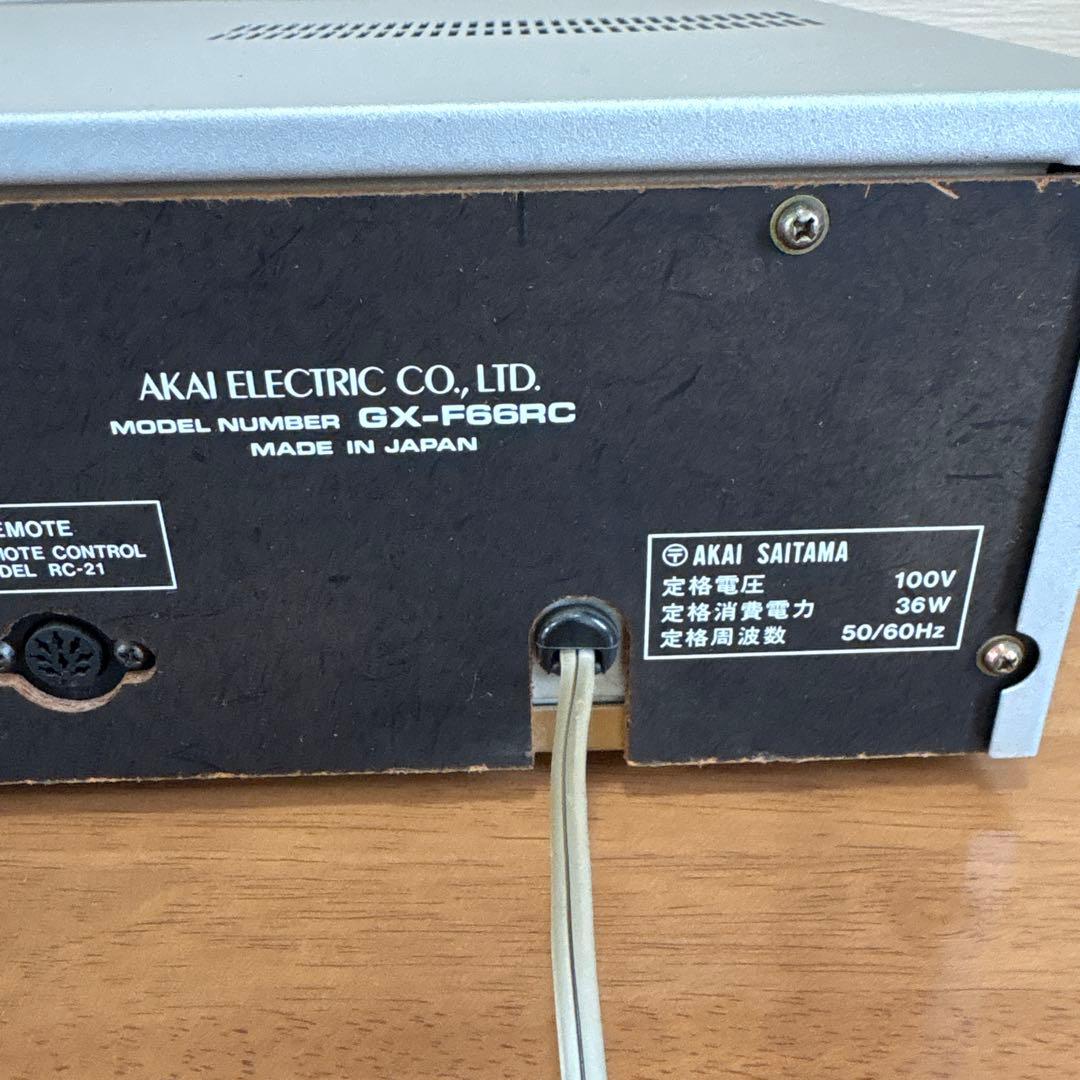 AKAI ELECTRIC CO., LTD.
MODEL NUMBER GX-F66RC
MADE IN JAPAN
EMOTE
MOTE CONTROL
DEL RC-21
〶 AKAI SAITAMA
定格電圧 100V
定格消費電力 36W
定格周波数 50/60Hz